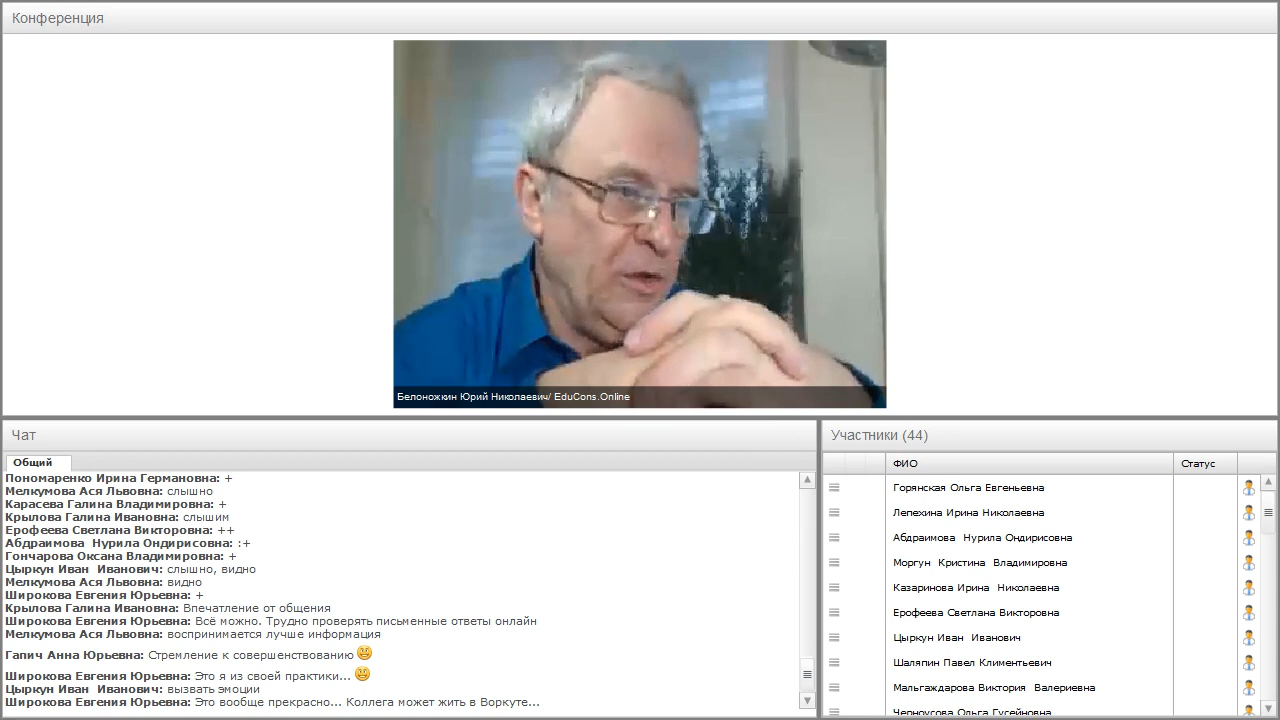 Конференция
Белоножкин Юрий Николаевич/ EduCons.Online
Чат
Общий
Пономаренко Ирина Германовна: +
Мелкумова Ася Львовна: слышно
Карасева Галина Владимировна: +
Крылова Галина Ивановна: слышим
Ерофеева Светлана Викторовна: ++
Абдраимова Нурила Ондирисовна: :+
Гончарова Оксана Владимировна: +
Цыркун Иван Иванович: слышно, видно
Мелкумова Ася Львовна: видно
Широкова Евгения Юрьевна: +
Крылова Галина Ивановна: Впечатление от общения
Широкова Евгения Юрьевна: Всё можно. Трудно проверять письменные ответы онлайн
Мелкумова Ася Львовна: воспринимается лучше информация
Гапич Анна Юрьевна: Стремление к совершенствованию
Широкова Евгения Юрьевна: Это я из своей практики...
Цыркун Иван Иванович: вызвать эмоции
Широкова Евгения Юрьевна: Это вообще прекрасно... Коллега может жить в Воркуте...
Участники (44)
ФИО Статус
Горянская Ольга Евгеньевна
Лепехина Ирина Николаевна
Абдраимова Нурила Ондирисовна
Моргун Кристина Владимировна
Казаринова Ирина Николаевна
Ерофеева Светлана Викторовна
Цыркун Иван Иванович
Шалагин Павел Климентьевич
Мальгаждарова Виктория Валериевна
Черноусова Ольга Гусейновна